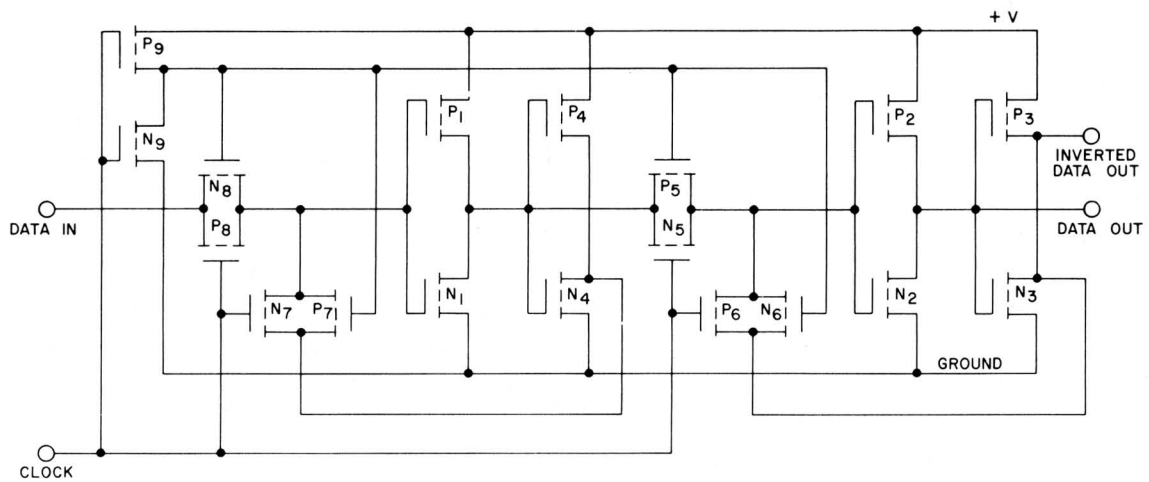 + V
P9
P1
P4
P2
P3
N9
INVERTED
DATA OUT
N8
P5
DATA IN
P8
N5
DATA OUT
N7
P7
N1
N4
P6
N6
N2
N3
GROUND
CLOCK